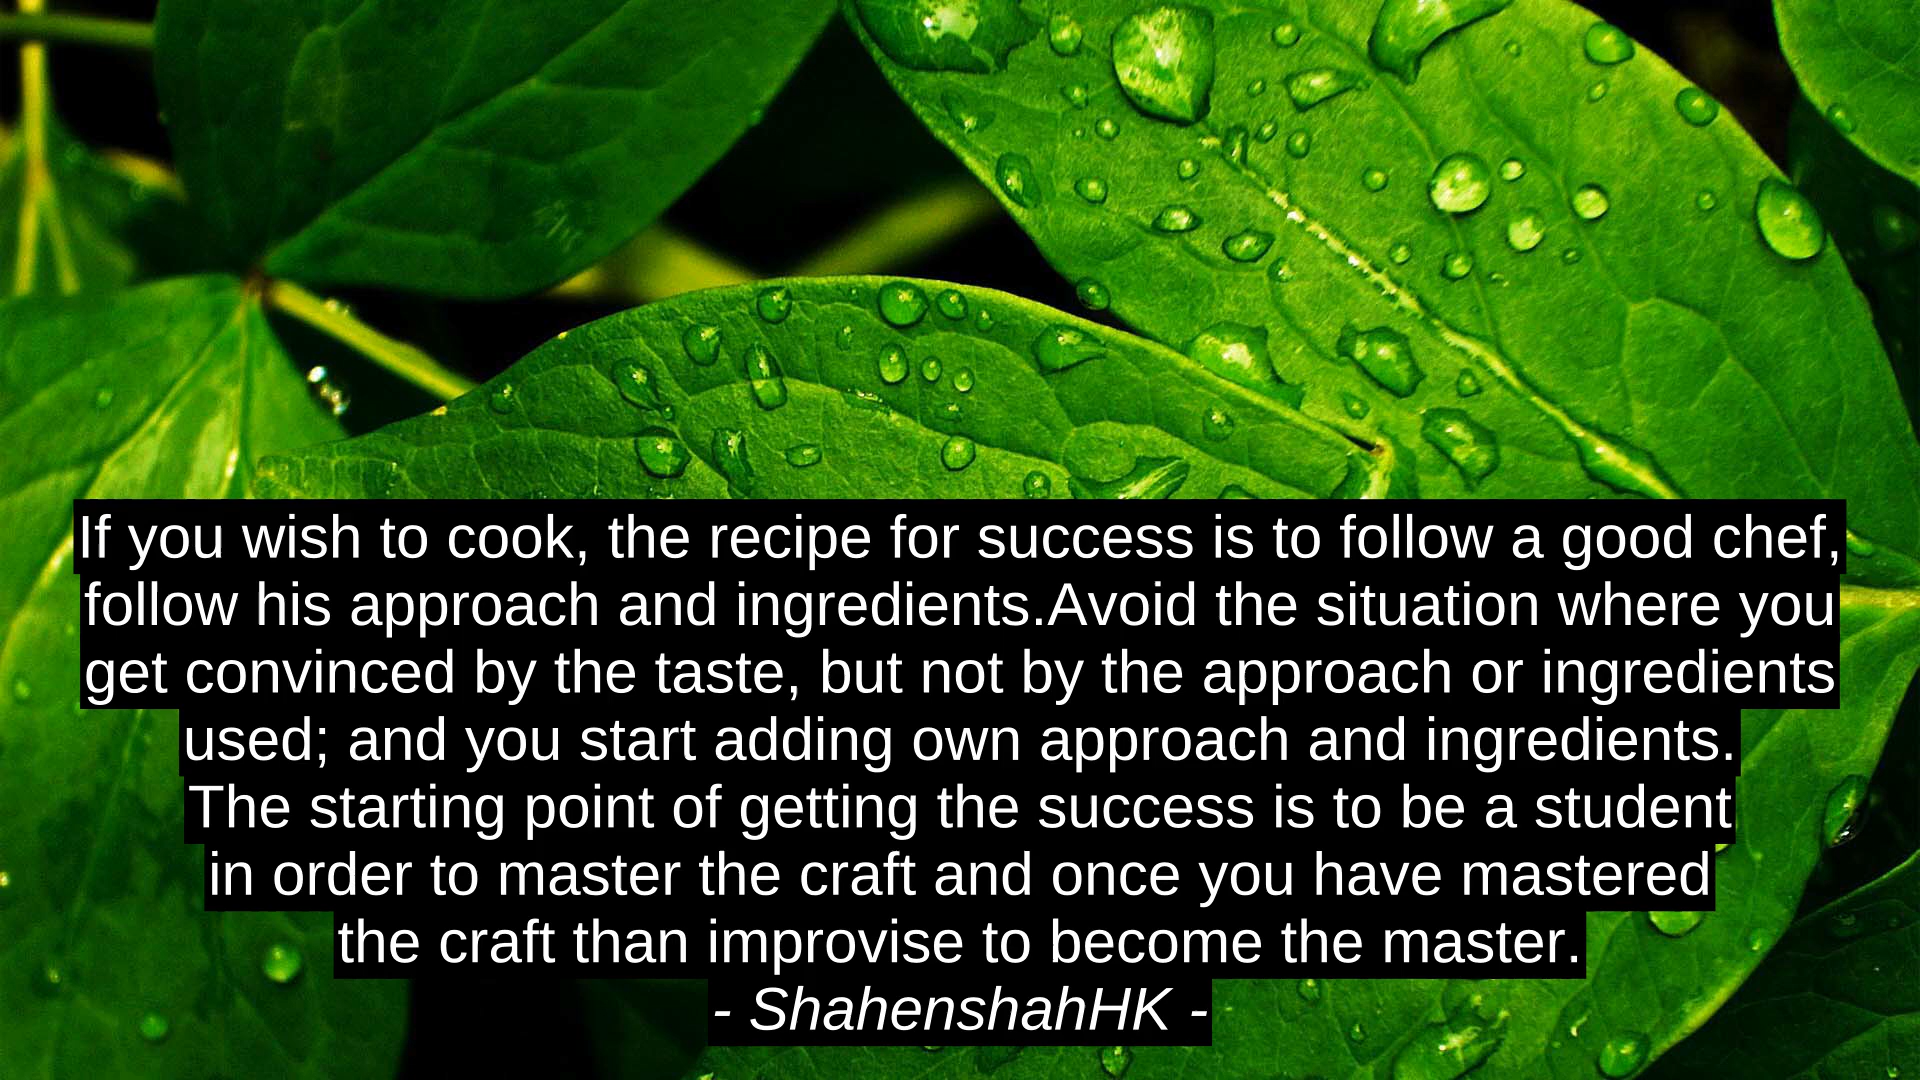 If you wish to cook, the recipe for success is to follow a good chef,
follow his approach and ingredients.Avoid the situation where you
get convinced by the taste, but not by the approach or ingredients
used; and you start adding own approach and ingredients.
The starting point of getting the success is to be a student
in order to master the craft and once you have mastered
the craft than improvise to become the master.
- ShahenshahHK -